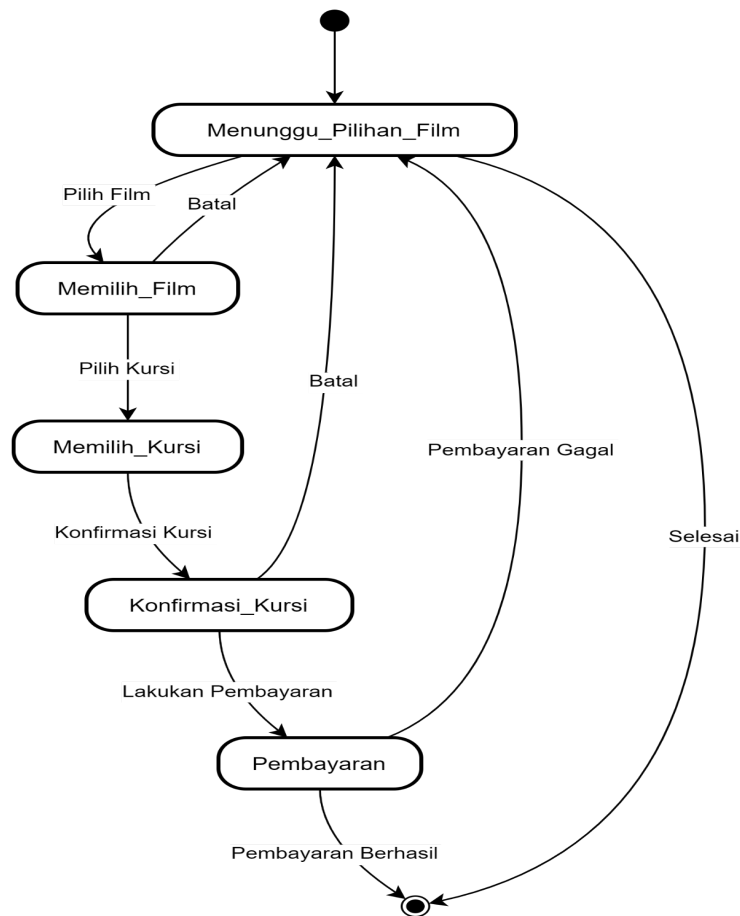 Menunggu_Pilihan_Film
Pilih Film
Batal
Memilih_Film
Pilih Kursi
Batal
Memilih_Kursi
Pembayaran Gagal
Konfirmasi Kursi
Selesai
Konfirmasi_Kursi
Lakukan Pembayaran
Pembayaran
Pembayaran Berhasil